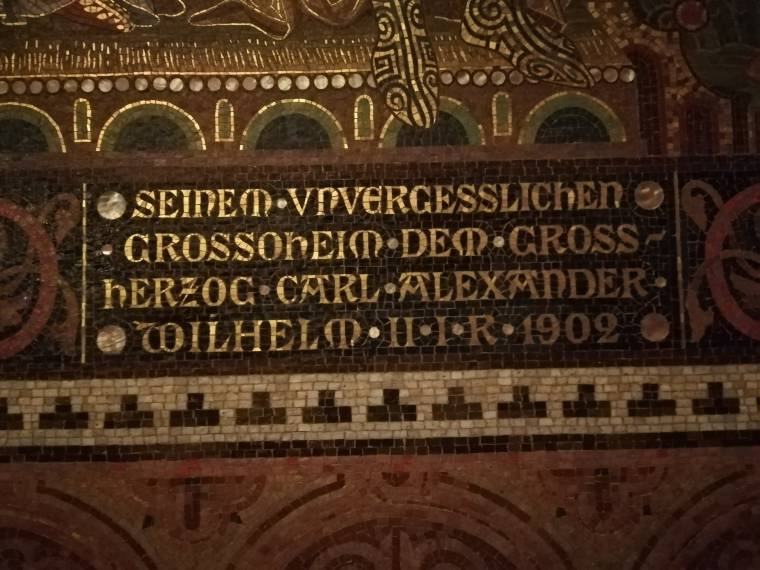 SEINEM·VNVERGESSLICHEN
GROSSOHEIM·DEM·GROSS-
HERZOG·CARL·ALEXANDER·
WILHELM·II·I·R·1902